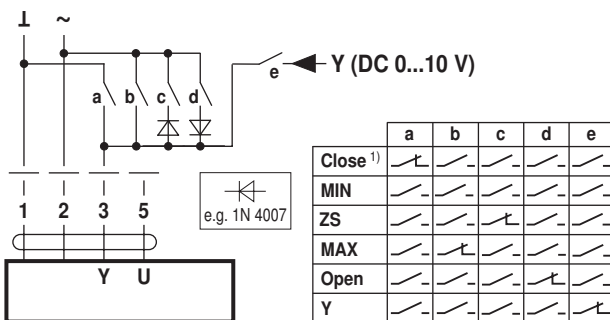 ⊥ ~
a b c d e
Y (DC 0...10 V)
1 2 3 5
e.g. 1N 4007
Y U
a b c d e
Close 1)
MIN
ZS
MAX
Open
Y